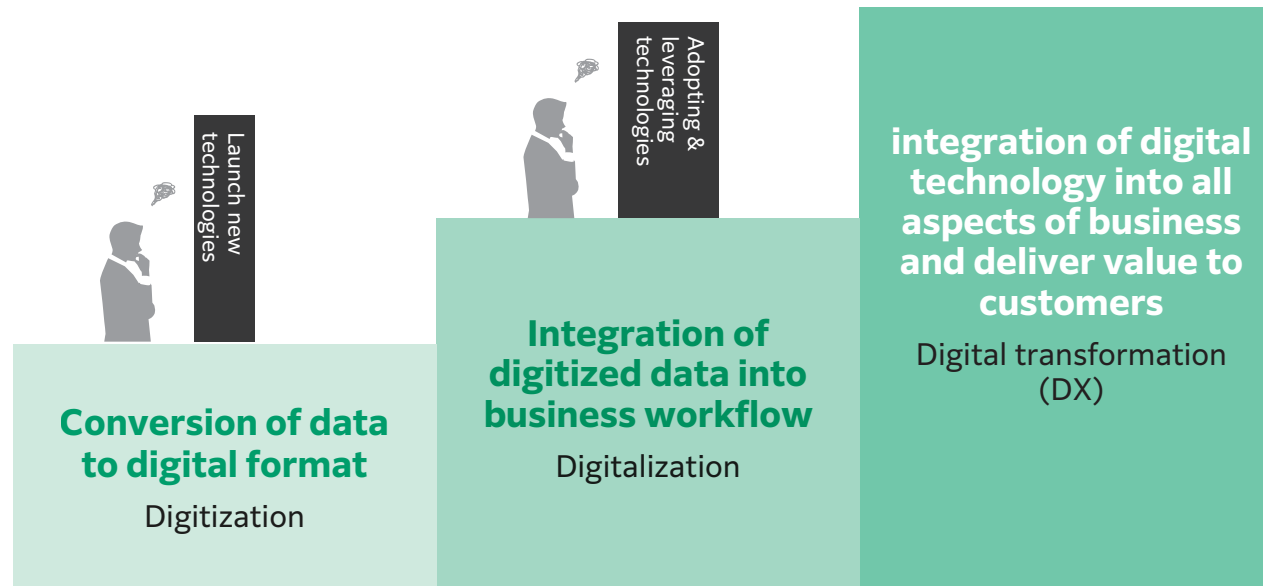 Launch new
technologies
Conversion of data
to digital format
Digitization
Adopting &
leveraging
technologies
Integration of
digitized data into
business workflow
Digitalization
integration of digital
technology into all
aspects of business
and deliver value to
customers
Digital transformation
(DX)